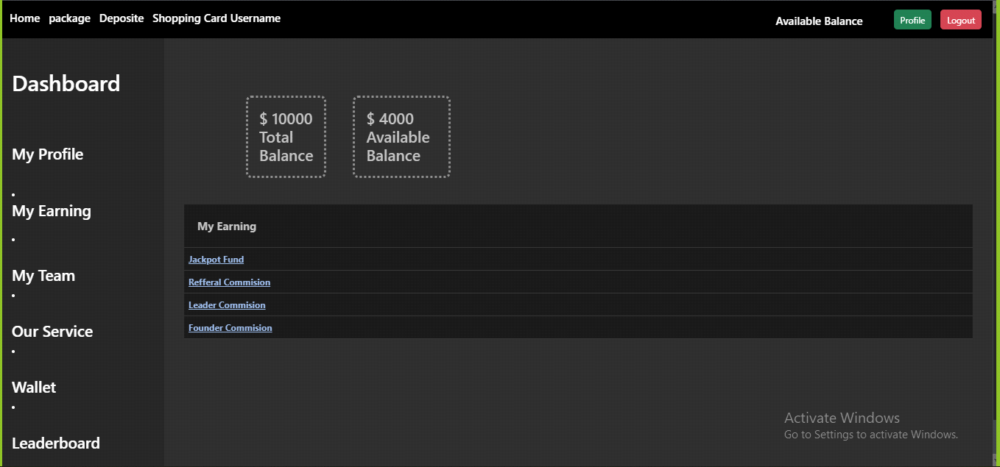 Home package Deposite Shopping Card Username Available Balance Profile Logout
Dashboard
My Profile
My Earning
My Team
Our Service
Wallet
Leaderboard
$ 10000
Total
Balance
$ 4000
Available
Balance
My Earning
Jackpot Fund
Refferal Commision
Leader Commision
Founder Commision
Activate Windows
Go to Settings to activate Windows.